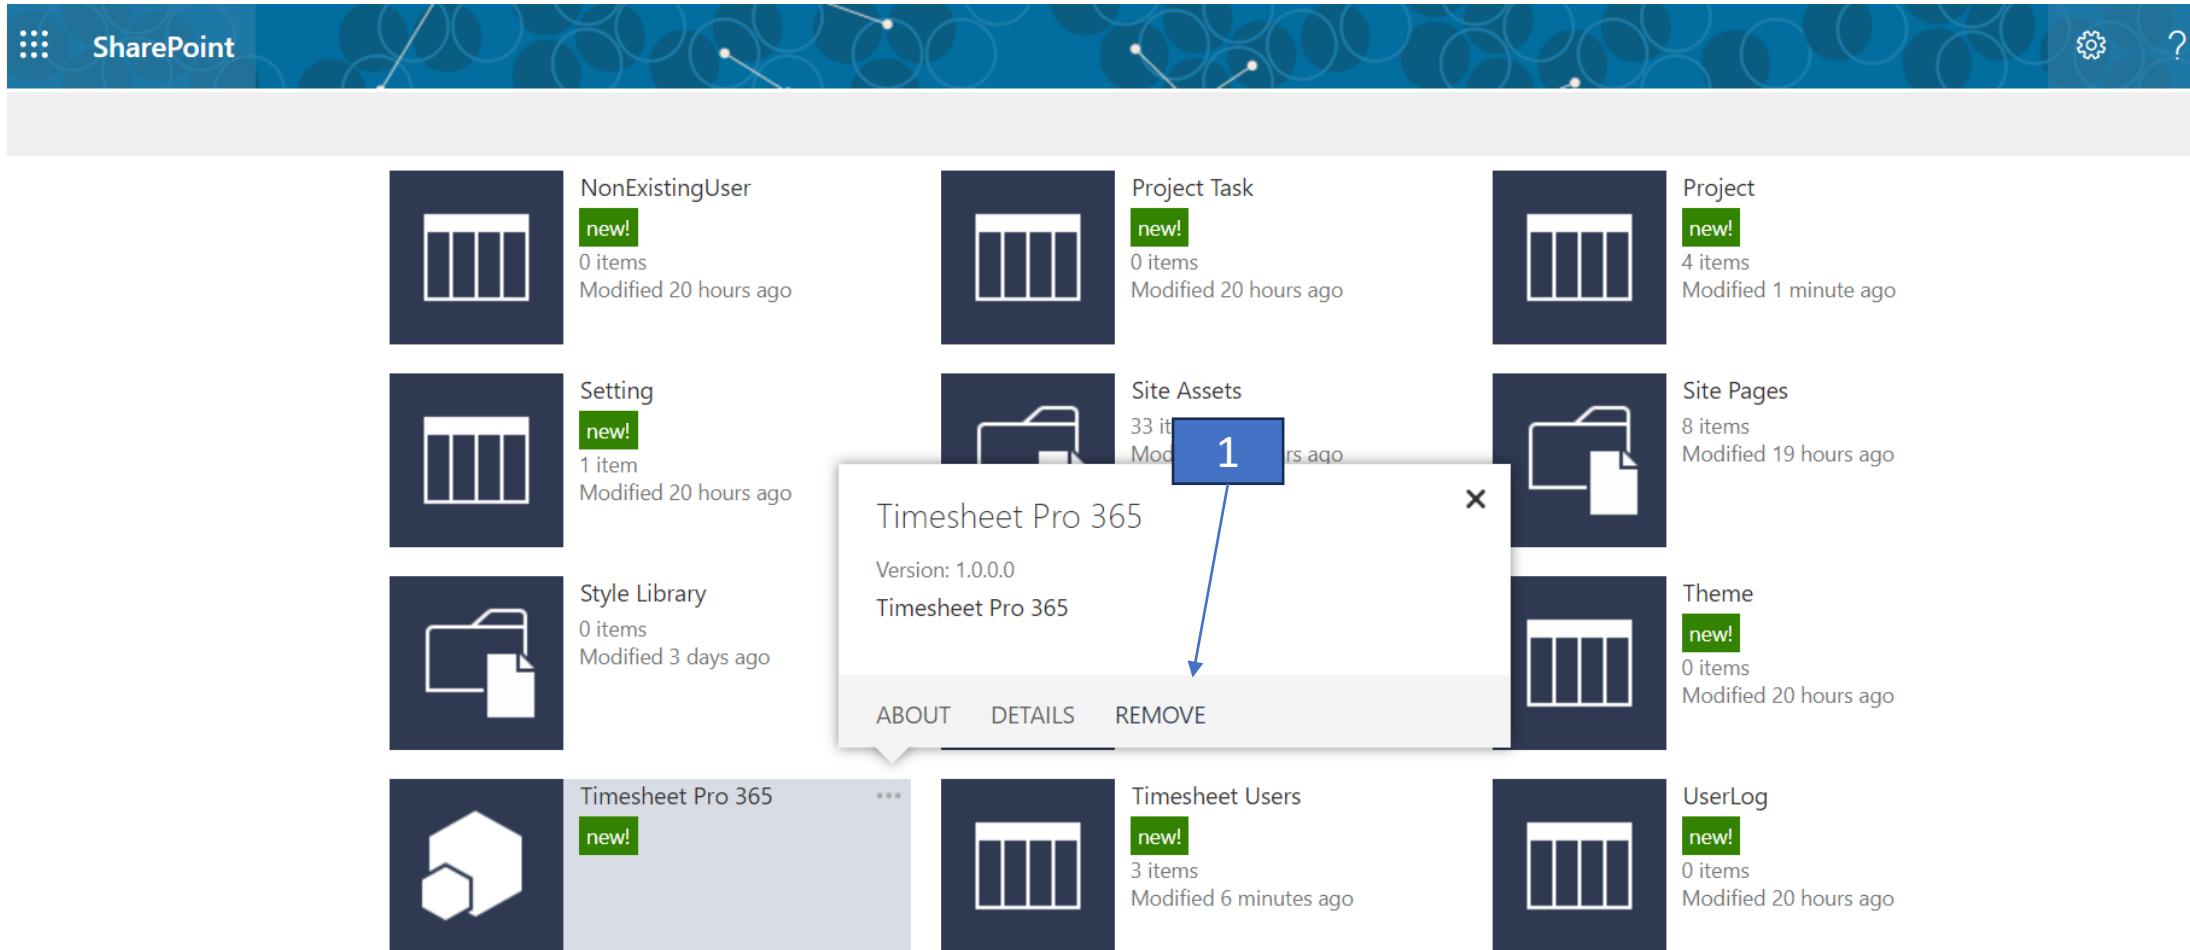 SharePoint
?
NonExistingUser
new!
0 items
Modified 20 hours ago
Project Task
new!
0 items
Modified 20 hours ago
Project
new!
4 items
Modified 1 minute ago
Setting
new!
1 item
Modified 20 hours ago
Site Assets
33 it
Mod
rs ago
1
Site Pages
8 items
Modified 19 hours ago
Timesheet Pro 365
Version: 1.0.0.0
Timesheet Pro 365
ABOUT DETAILS REMOVE
Style Library
0 items
Modified 3 days ago
Theme
new!
0 items
Modified 20 hours ago
Timesheet Pro 365
new!
Timesheet Users
new!
3 items
Modified 6 minutes ago
UserLog
new!
0 items
Modified 20 hours ago